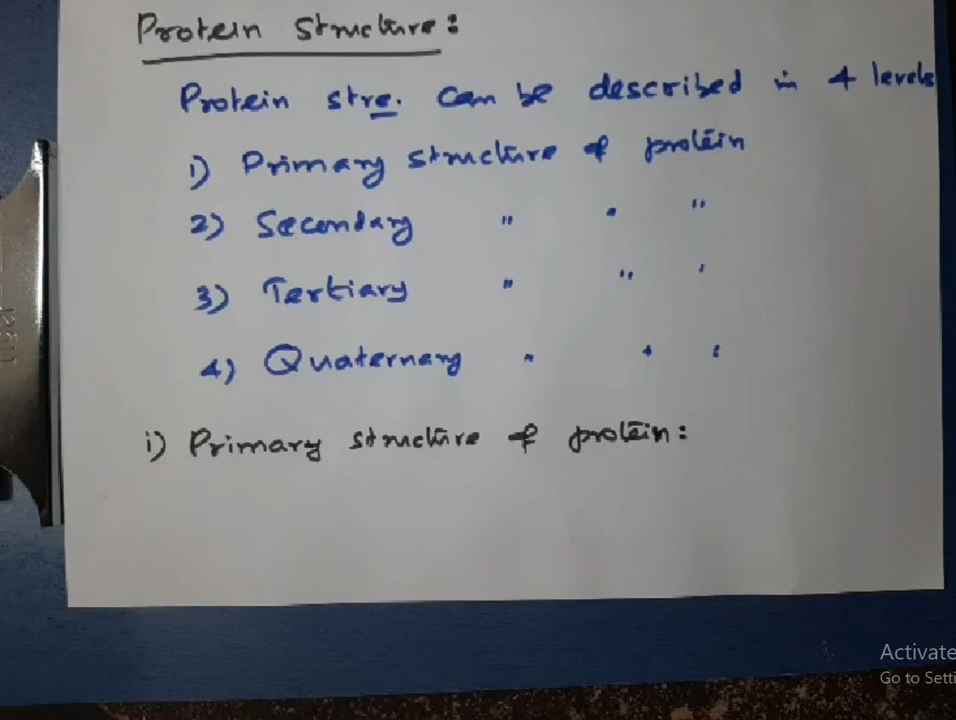 Protein structure:
Protein stre. can be described in 4 levels
1) Primary structure of protein
2) Secondary " " "
3) Tertiary " " "
4) Quaternary " " "
i) Primary structure of protein:
Activate
Go to Setti